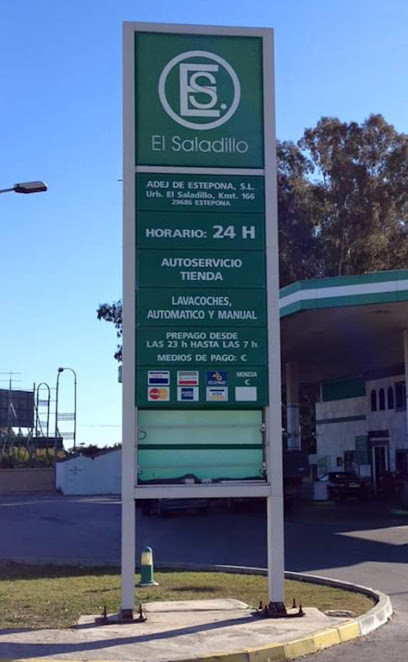 ES.
El Saladillo
ADEJ DE ESTEPONA, S.L.
Urb. El Saladillo, Kmt. 166
29686 ESTEPONA
HORARIO: 24 H
AUTOSERVICIO
TIENDA
LAVACOCHES,
AUTOMATICO Y MANUAL
PREPAGO DESDE
LAS 23 h HASTA LAS 7 h
MEDIOS DE PAGO: €
MONEDA
VISA